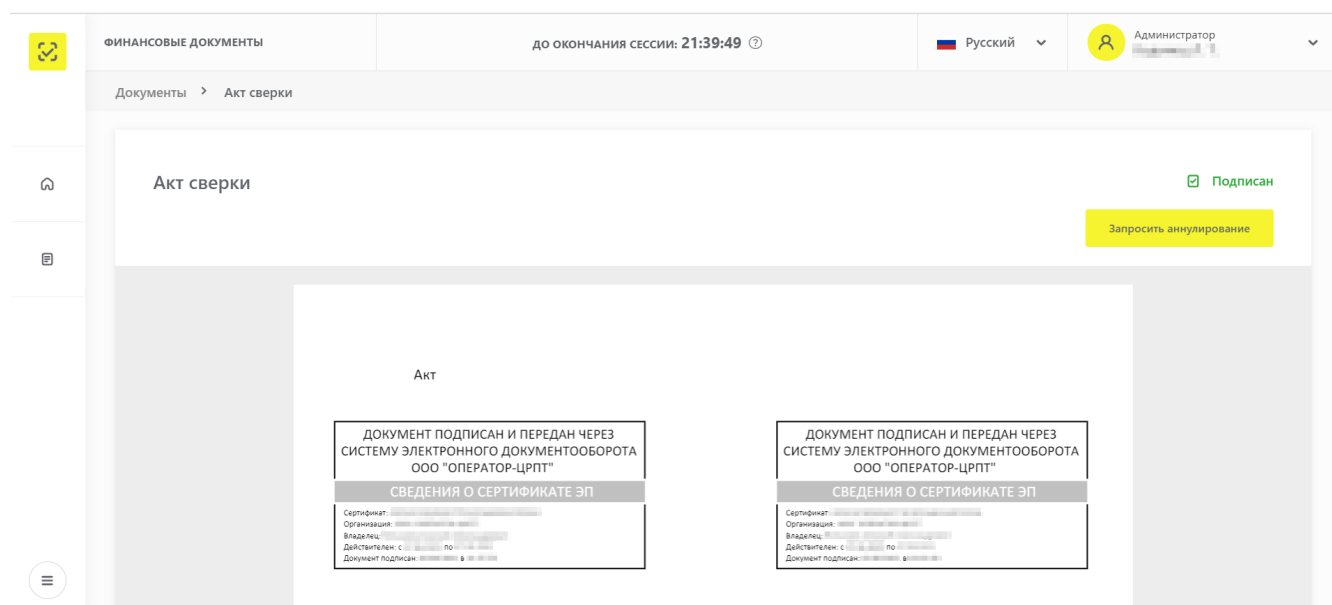 ФИНАНСОВЫЕ ДОКУМЕНТЫ
ДО ОКОНЧАНИЯ СЕССИИ: 21:39:49
Русский
Администратор
Документы > Акт сверки
Акт сверки
Подписан
Запросить аннулирование
Акт
ДОКУМЕНТ ПОДПИСАН И ПЕРЕДАН ЧЕРЕЗ
СИСТЕМУ ЭЛЕКТРОННОГО ДОКУМЕНТООБОРОТА
ООО "ОПЕРАТОР-ЦРПТ"
СВЕДЕНИЯ О СЕРТИФИКАТЕ ЭП
Сертификат:
Организация:
Владелец:
Действителен: с по
Документ подписан: в
ДОКУМЕНТ ПОДПИСАН И ПЕРЕДАН ЧЕРЕЗ
СИСТЕМУ ЭЛЕКТРОННОГО ДОКУМЕНТООБОРОТА
ООО "ОПЕРАТОР-ЦРПТ"
СВЕДЕНИЯ О СЕРТИФИКАТЕ ЭП
Сертификат:
Организация:
Владелец:
Действителен: с по
Документ подписан: в